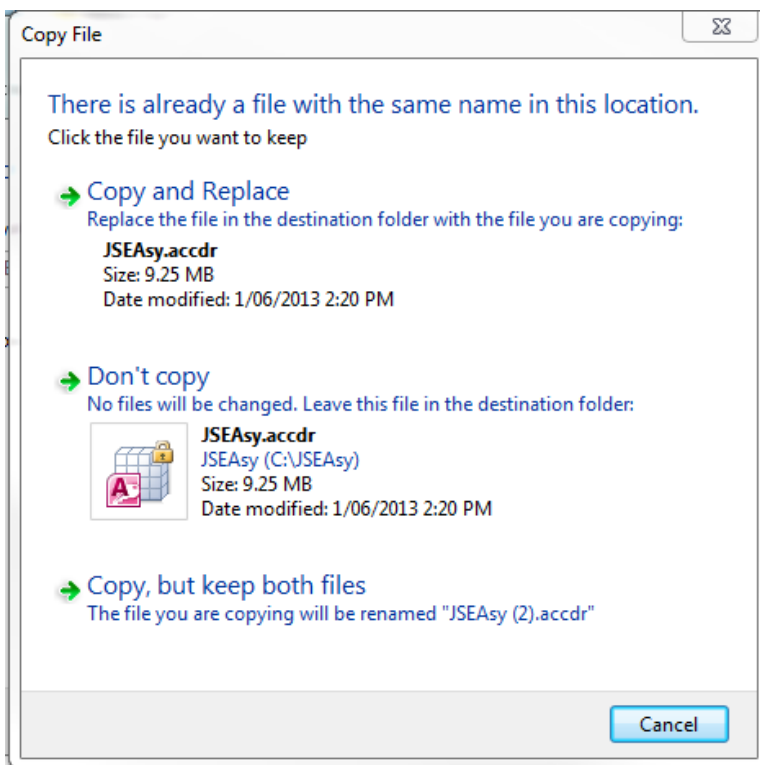 Copy File
There is already a file with the same name in this location.
Click the file you want to keep
Copy and Replace
Replace the file in the destination folder with the file you are copying:
JSEAsy.accdr
Size: 9.25 MB
Date modified: 1/06/2013 2:20 PM
Don't copy
No files will be changed. Leave this file in the destination folder:
JSEAsy.accdr
JSEAsy (C:\JSEAsy)
Size: 9.25 MB
Date modified: 1/06/2013 2:20 PM
Copy, but keep both files
The file you are copying will be renamed "JSEAsy (2).accdr"
Cancel